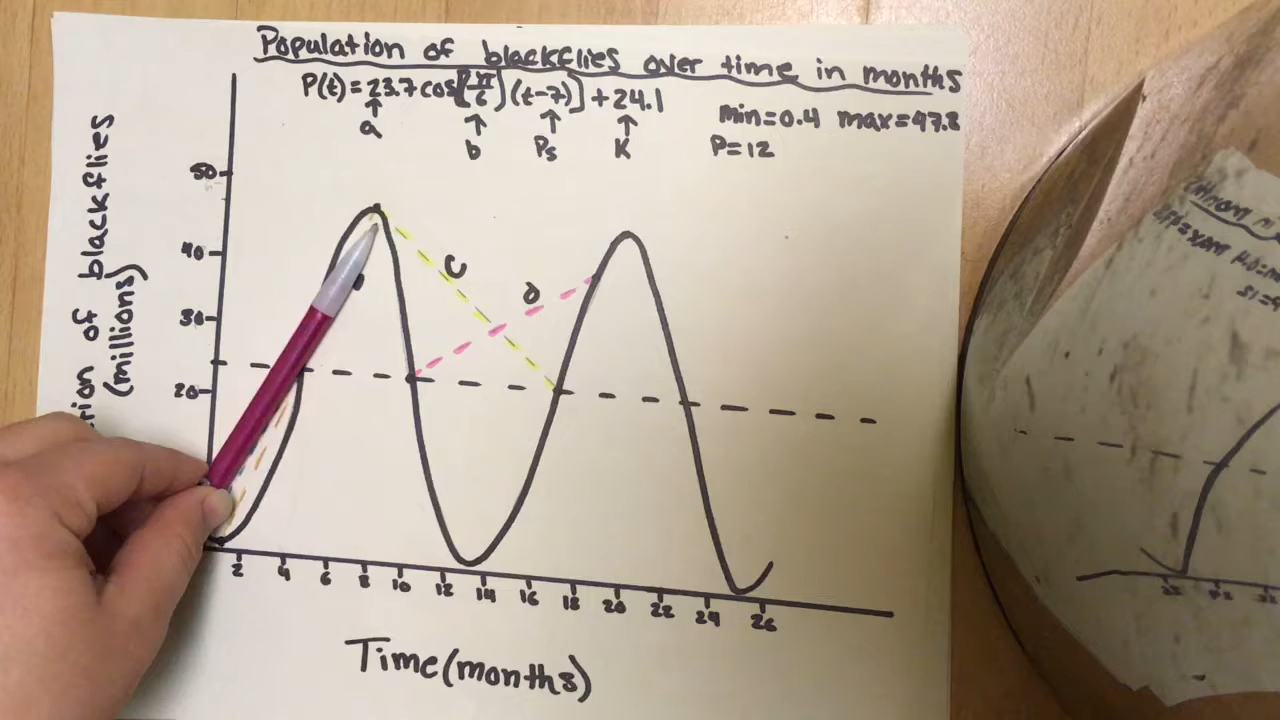 Population of blackflies over time in months
P(t)=23.7cos[(2π/6)(t-7)]+24.1
min=0.4 max=47.8
a
b
Ps
K
P=12
of blackflies
(millions)
50
40
30
20
c
d
2 4 6 8 10 12 14 16 18 20 22 24 26
Time(months)